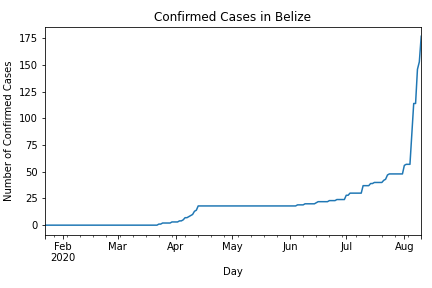 Confirmed Cases in Belize
Number of Confirmed Cases
175
150
125
100
75
50
25
0
Feb Mar Apr May Jun Jul Aug
2020
Day